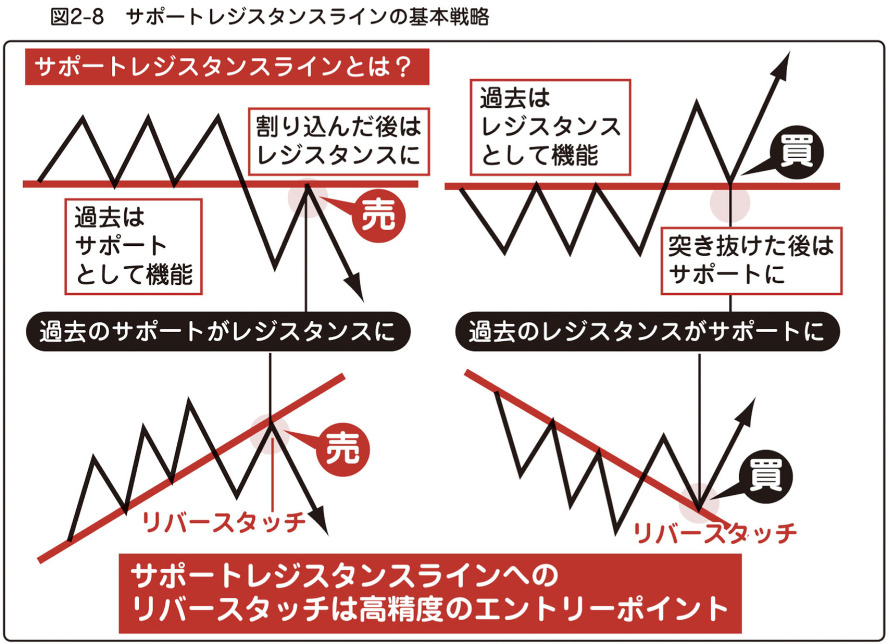 図2-8 サポートレジスタンスラインの基本戦略
サポートレジスタンスラインとは？
割り込んだ後は
レジスタンスに
売
過去は
サポート
として機能
過去は
レジスタンス
として機能
買
突き抜けた後は
サポートに
過去のサポートがレジスタンスに
過去のレジスタンスがサポートに
売
リバースタッチ
買
リバースタッチ
サポートレジスタンスラインへの
リバースタッチは高精度のエントリーポイント